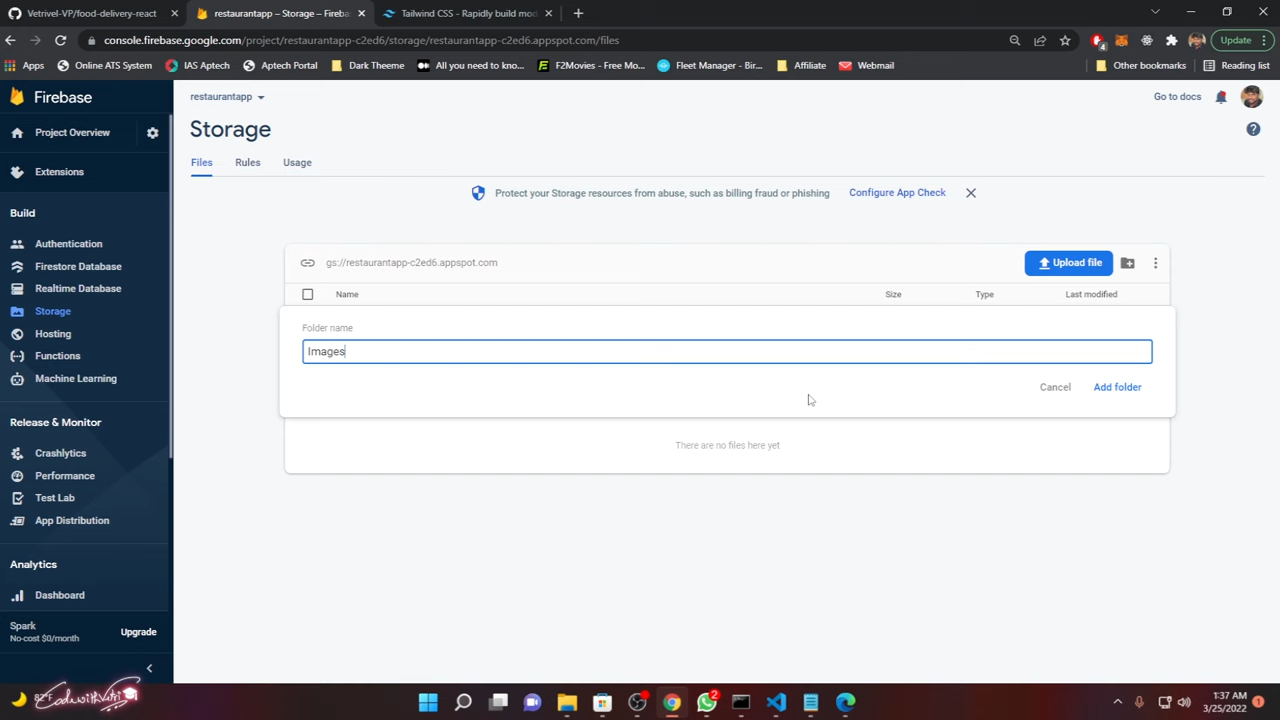 Vetrivel-VP/food-delivery-react
restaurantapp – Storage – Fireba
Tailwind CSS - Rapidly build mod
console.firebase.google.com/project/restaurantapp-c2ed6/storage/restaurantapp-c2ed6.appspot.com/files
4
Update
Apps
Online ATS System
IAS Aptech
Aptech Portal
Dark Theeme
All you need to kno...
F2Movies - Free Mo...
Fleet Manager - Bir...
Affiliate
Webmail
Other bookmarks
Reading list
Firebase
restaurantapp
Go to docs
Project Overview
Storage
Extensions
Files
Rules
Usage
Protect your Storage resources from abuse, such as billing fraud or phishing
Configure App Check
Build
Authentication
Firestore Database
Realtime Database
Storage
Hosting
Functions
Machine Learning
Release & Monitor
Crashlytics
Performance
Test Lab
App Distribution
Analytics
Dashboard
Spark
No-cost $0/month
Upgrade
gs://restaurantapp-c2ed6.appspot.com
Upload file
Name
Size
Type
Last modified
Folder name
Images
Cancel
Add folder
There are no files here yet
82°F
CodewithVetri
2
1:37 AM
3/25/2022
1